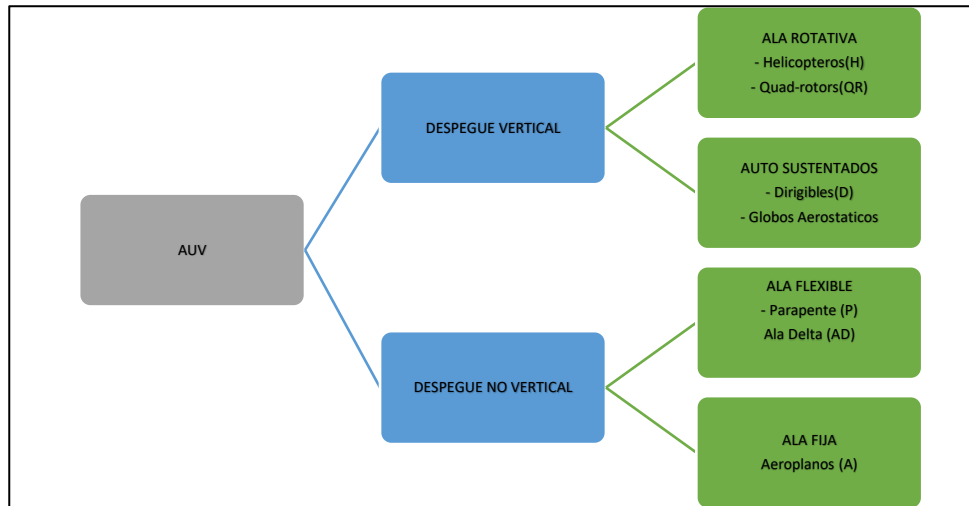 AUV
DESPEGUE VERTICAL
ALA ROTATIVA
- Helicopteros(H)
- Quad-rotors(QR)
AUTO SUSTENTADOS
- Dirigibles(D)
- Globos Aerostaticos
DESPEGUE NO VERTICAL
ALA FLEXIBLE
- Parapente (P)
Ala Delta (AD)
ALA FIJA
Aeroplanos (A)